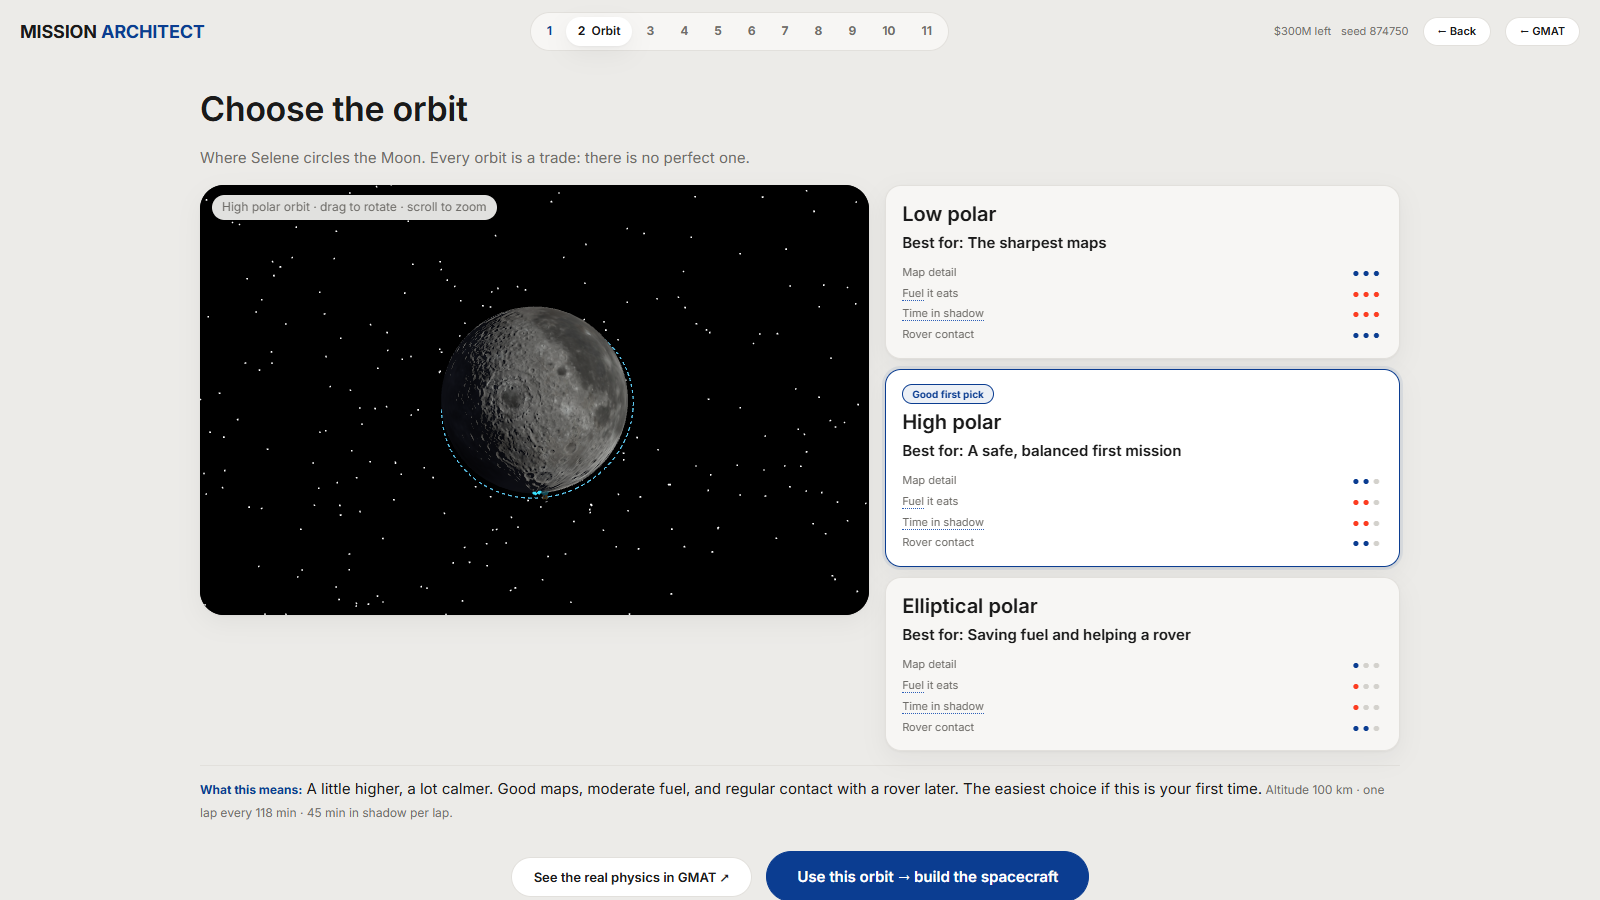 MISSION ARCHITECT
1 2 Orbit 3 4 5 6 7 8 9 10 11
$300M left seed 874750 ← Back ← GMAT
Choose the orbit
Where Selene circles the Moon. Every orbit is a trade: there is no perfect one.
High polar orbit · drag to rotate · scroll to zoom
Low polar
Best for: The sharpest maps
Map detail
Fuel it eats
Time in shadow
Rover contact
Good first pick
High polar
Best for: A safe, balanced first mission
Map detail
Fuel it eats
Time in shadow
Rover contact
Elliptical polar
Best for: Saving fuel and helping a rover
Map detail
Fuel it eats
Time in shadow
Rover contact
What this means: A little higher, a lot calmer. Good maps, moderate fuel, and regular contact with a rover later. The easiest choice if this is your first time. Altitude 100 km · one
lap every 118 min · 45 min in shadow per lap.
See the real physics in GMAT ↗
Use this orbit → build the spacecraft